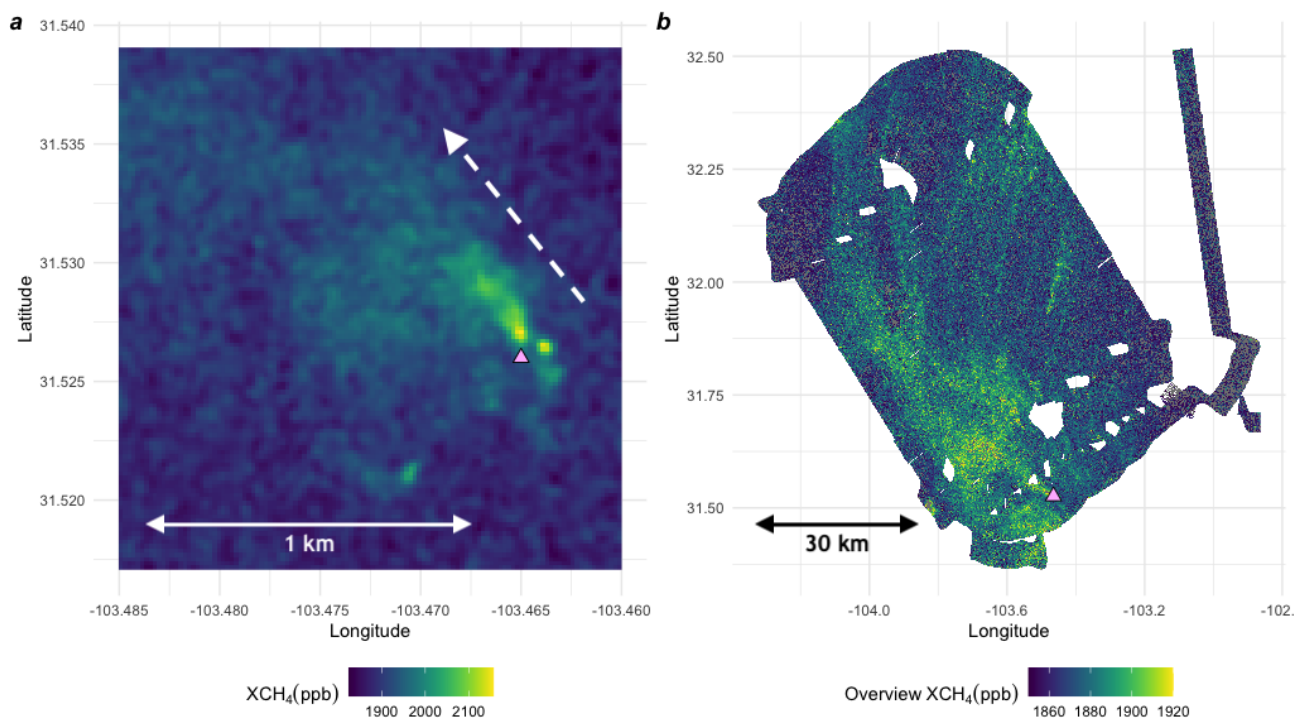 a
31.540
31.535
31.530
31.525
31.520
Latitude
1 km
-103.485 -103.480 -103.475 -103.470 -103.465 -103.460
Longitude
XCH₄(ppb)
1900 2000 2100
b
32.50
32.25
32.00
31.75
31.50
Latitude
30 km
-104.0 -103.6 -103.2 -102.
Longitude
Overview XCH₄(ppb)
1860 1880 1900 1920